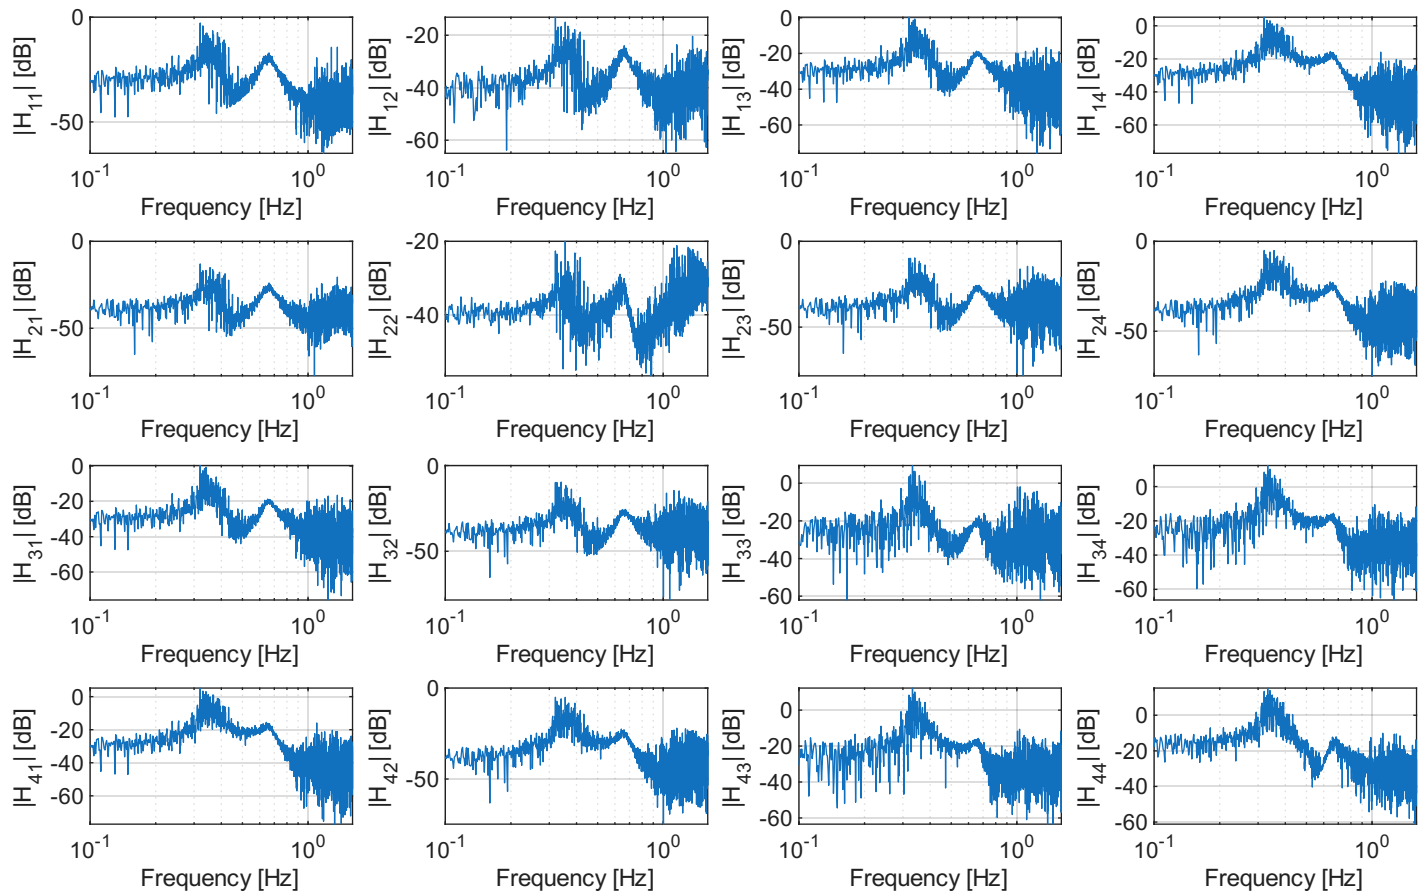 |H11| [dB]
0
-50
10-1
100
Frequency [Hz]
|H12| [dB]
-20
-40
-60
10-1
100
Frequency [Hz]
|H13| [dB]
0
-20
-40
-60
10-1
100
Frequency [Hz]
|H14| [dB]
0
-20
-40
-60
10-1
100
Frequency [Hz]
|H21| [dB]
0
-50
10-1
100
Frequency [Hz]
|H22| [dB]
-20
-40
10-1
100
Frequency [Hz]
|H23| [dB]
0
-50
10-1
100
Frequency [Hz]
|H24| [dB]
0
-50
10-1
100
Frequency [Hz]
|H31| [dB]
0
-20
-40
-60
10-1
100
Frequency [Hz]
|H32| [dB]
0
-50
10-1
100
Frequency [Hz]
|H33| [dB]
0
-20
-40
-60
10-1
100
Frequency [Hz]
|H34| [dB]
0
-20
-40
-60
10-1
100
Frequency [Hz]
|H41| [dB]
0
-20
-40
-60
10-1
100
Frequency [Hz]
|H42| [dB]
0
-50
10-1
100
Frequency [Hz]
|H43| [dB]
0
-20
-40
-60
10-1
100
Frequency [Hz]
|H44| [dB]
0
-20
-40
-60
10-1
100
Frequency [Hz]